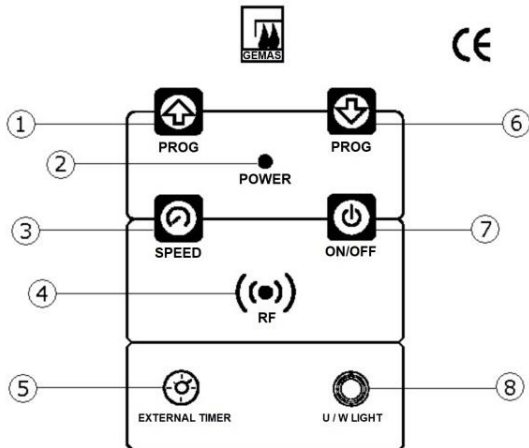 GEMAS
CE
1
6
PROG
PROG
2
POWER
3
7
SPEED
ON/OFF
4
RF
5
8
EXTERNAL TIMER
U / W LIGHT